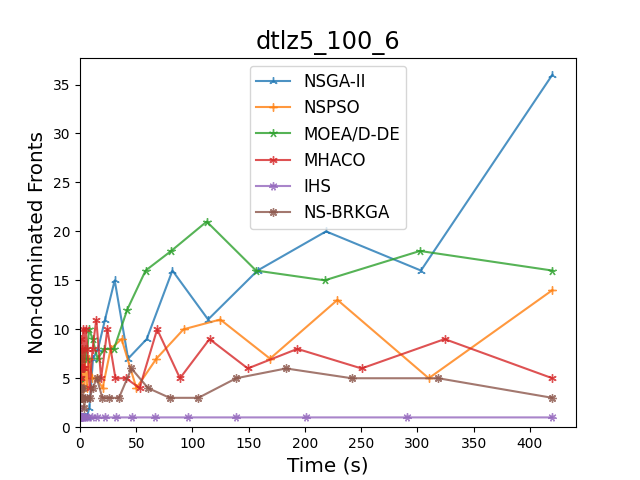 dtlz5_100_6
NSGA-II
NSPSO
MOEA/D-DE
MHACO
IHS
NS-BRKGA
Non-dominated Fronts
35
30
25
20
15
10
5
0
0 50 100 150 200 250 300 350 400
Time (s)